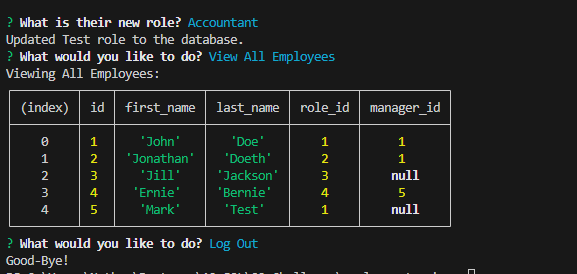 ? What is their new role? Accountant
Updated Test role to the database.
? What would you like to do? View All Employees
Viewing All Employees:
(index) id first_name last_name role_id manager_id
0 1 'John' 'Doe' 1 1
1 2 'Jonathan' 'Doeth' 2 1
2 3 'Jill' 'Jackson' 3 null
3 4 'Ernie' 'Bernie' 4 5
4 5 'Mark' 'Test' 1 null
? What would you like to do? Log Out
Good-Bye!